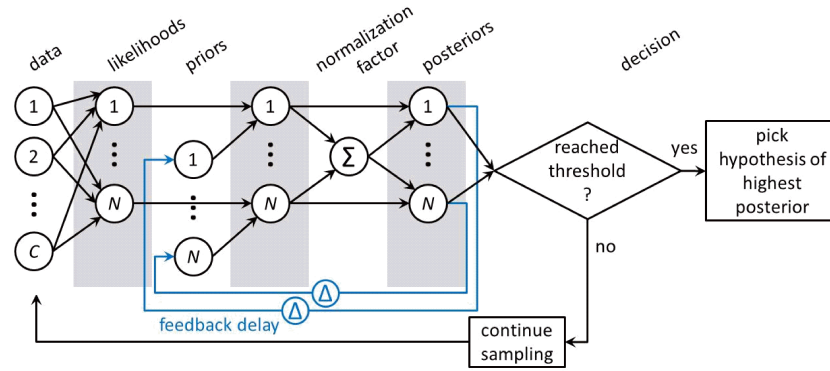 data
likelihoods
priors
normalization
factor
posteriors
decision
1
2
⋮
C
1
⋮
N
1
⋮
N
1
⋮
N
Σ
1
⋮
N
reached
threshold
?
yes
pick
hypothesis of
highest
posterior
no
Δ
Δ
feedback delay
continue
sampling